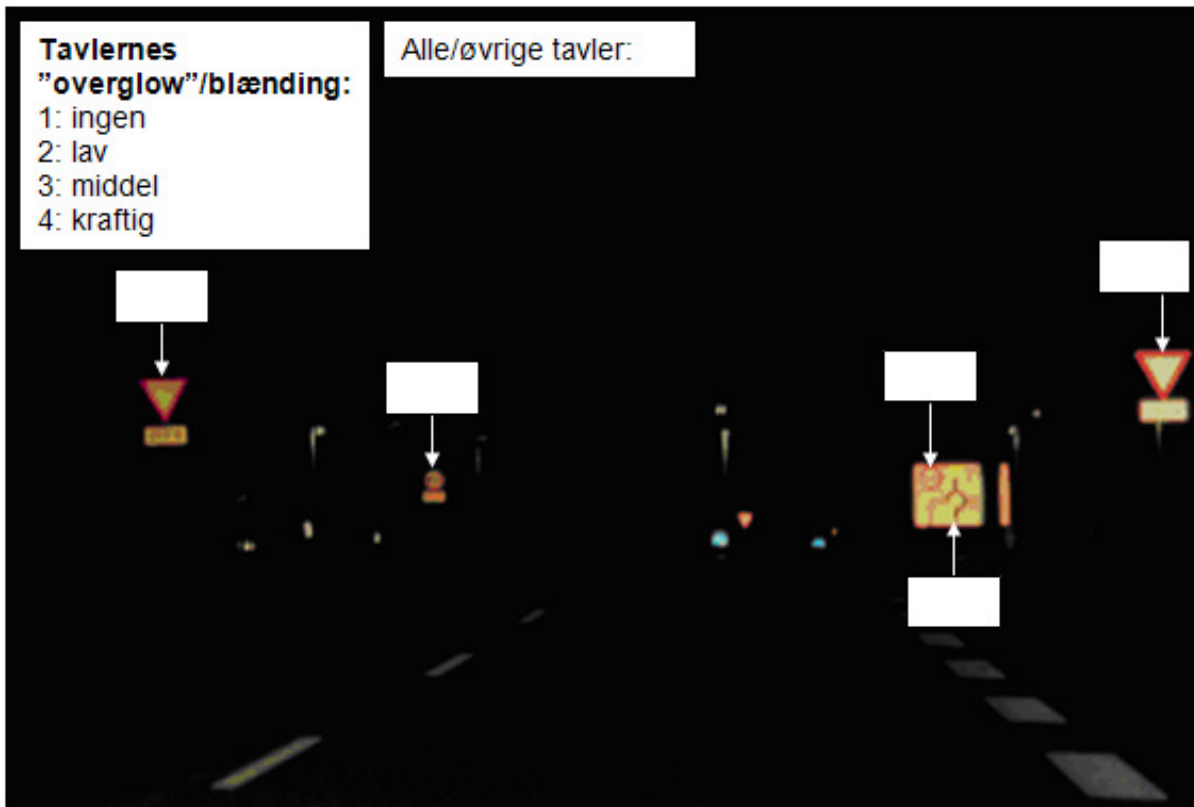 Tavlernes
”overglow”/blænding:
1: ingen
2: lav
3: middel
4: kraftig
Alle/øvrige tavler: